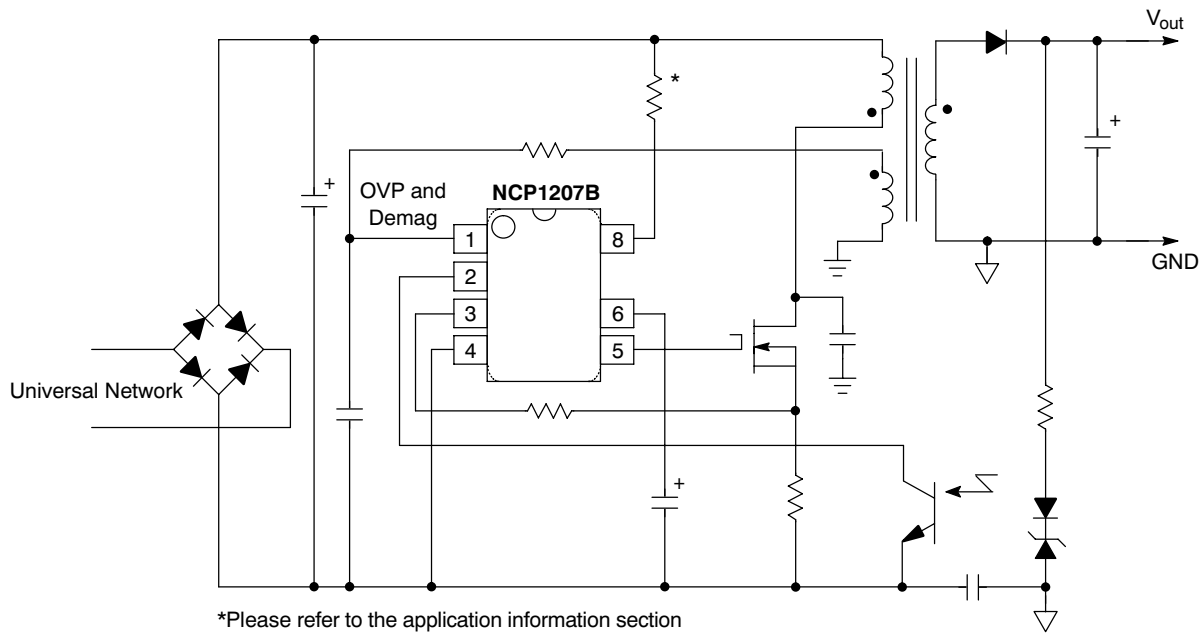 Vout
*
+
+
OVP and
Demag
NCP1207B
1
8
2
3
6
4
5
GND
Universal Network
+
*Please refer to the application information section